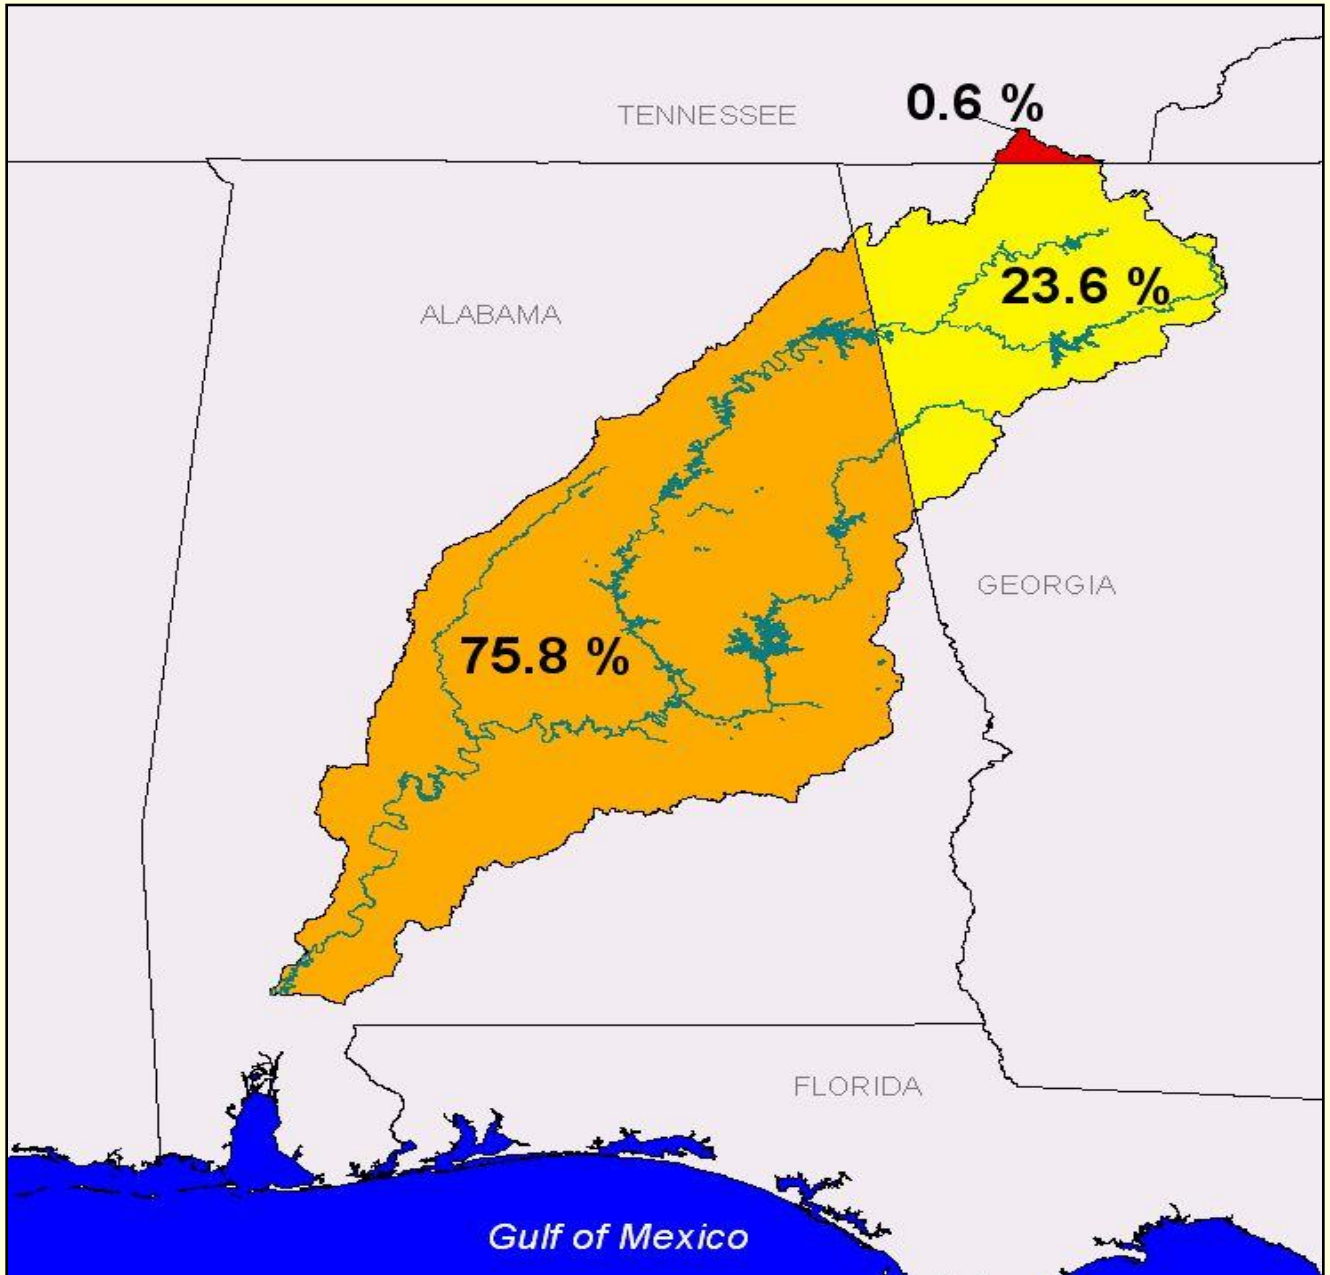 0.6 %
TENNESSEE
23.6 %
ALABAMA
GEORGIA
75.8 %
FLORIDA
Gulf of Mexico